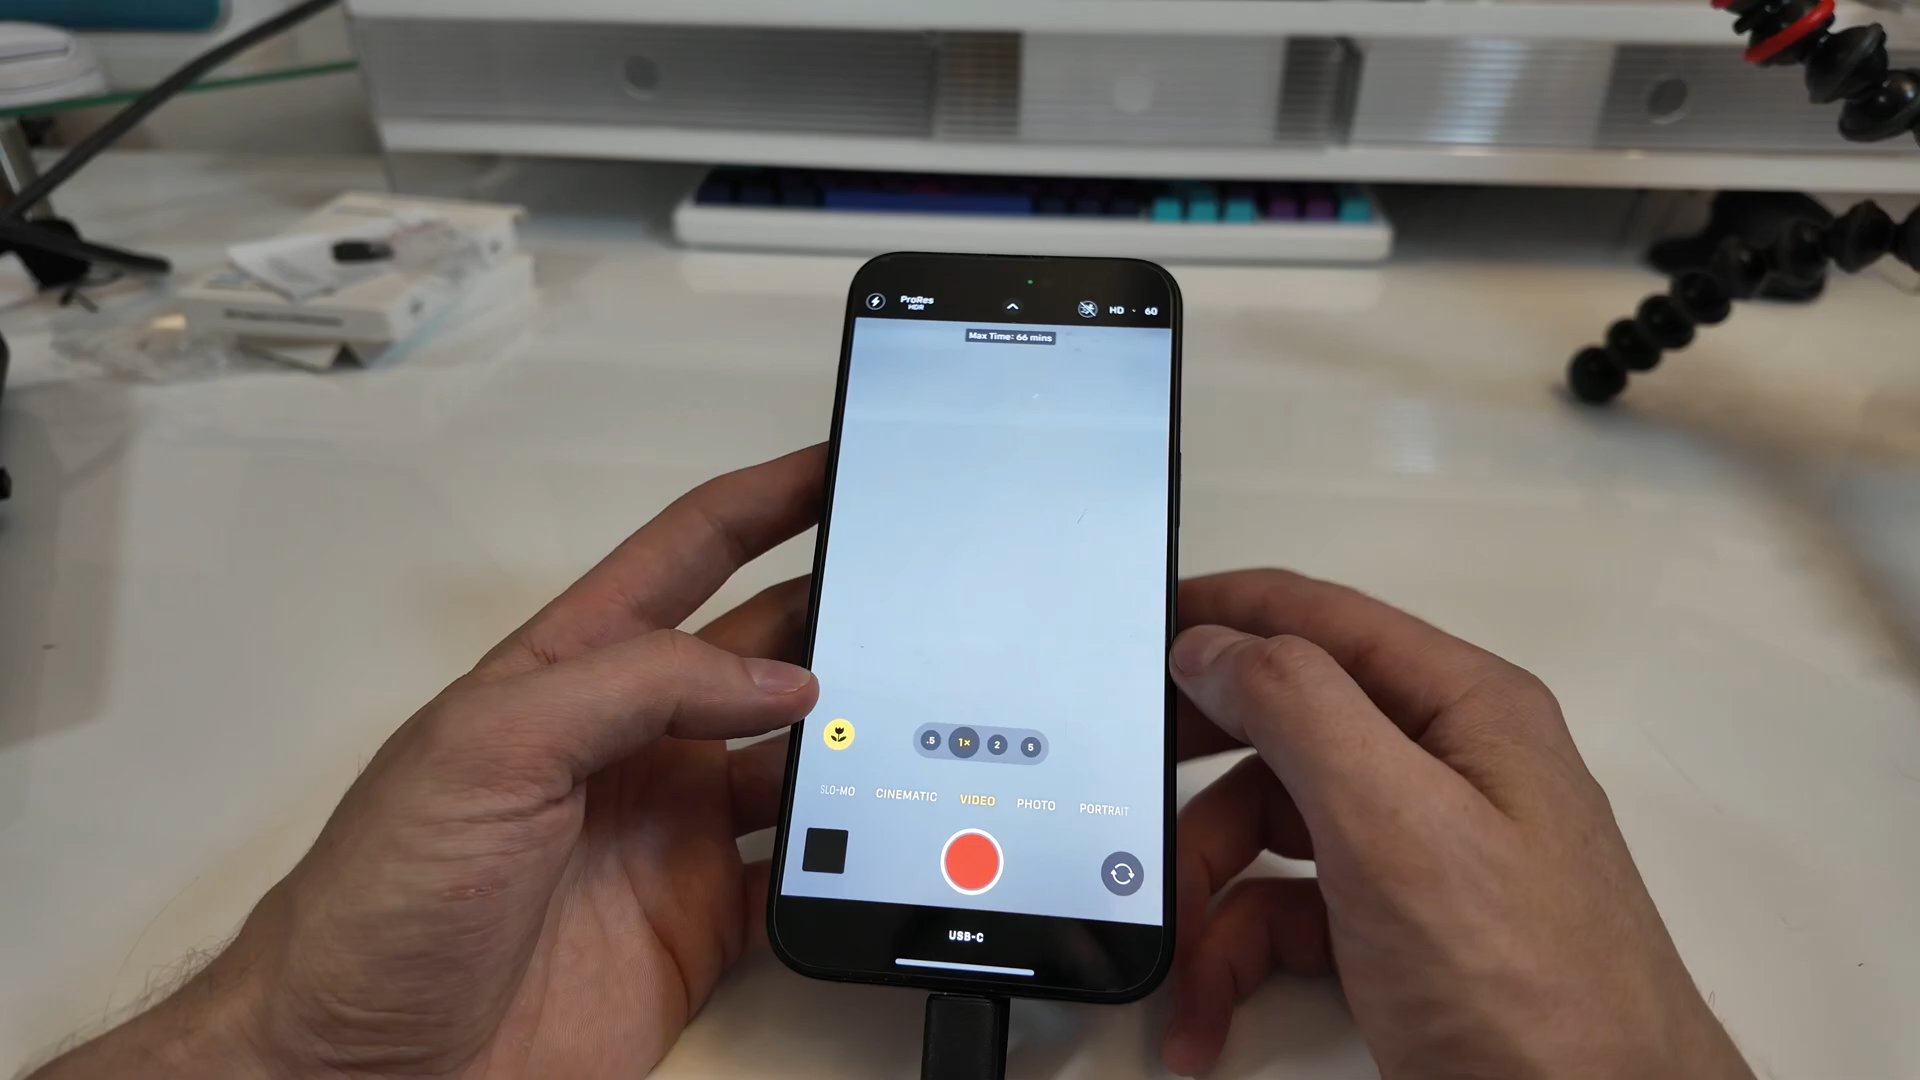 ProRes
HDR
HD · 60
Max Time: 66 mins
.5 1× 2 5
SLO-MO CINEMATIC VIDEO PHOTO PORTRAIT
USB-C